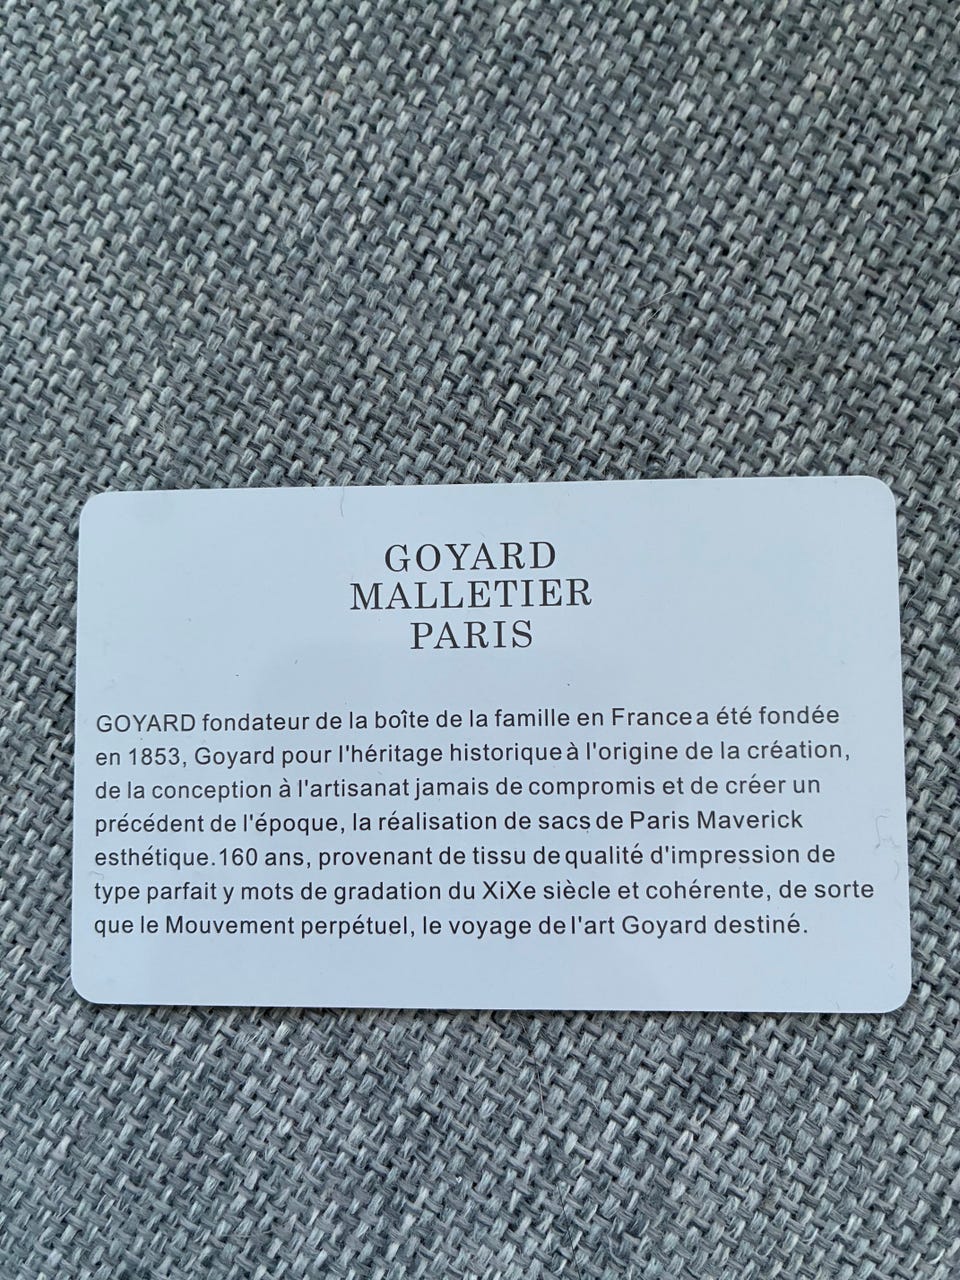 GOYARD
MALLETIER
PARIS
GOYARD fondateur de la boîte de la famille en France a été fondée
en 1853, Goyard pour l'héritage historique à l'origine de la création,
de la conception à l'artisanat jamais de compromis et de créer un
précédent de l'époque, la réalisation de sacs de Paris Maverick
esthétique.160 ans, provenant de tissu de qualité d'impression de
type parfait y mots de gradation du XiXe siècle et cohérente, de sorte
que le Mouvement perpétuel, le voyage de l'art Goyard destiné.